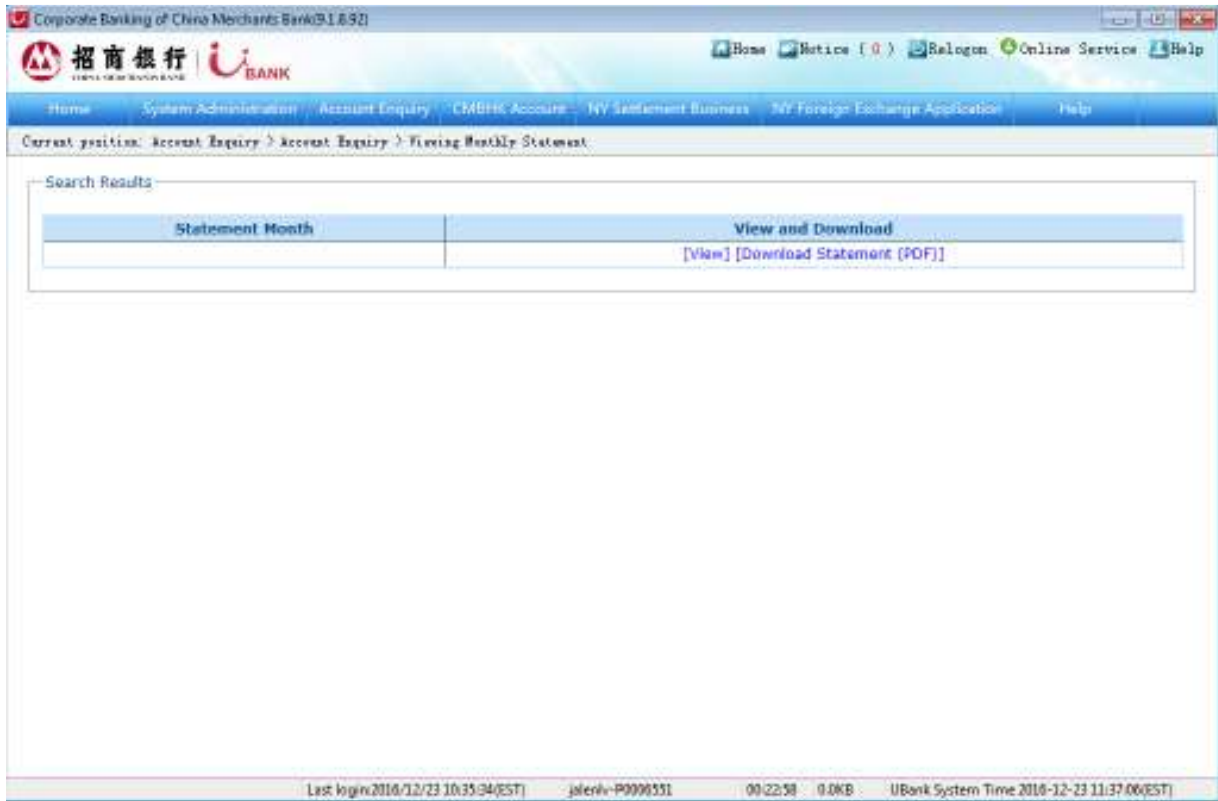 Corporate Banking of China Merchants Bank(9.1.8.92)
招商银行 UBANK
CHINA MERCHANTS BANK
Home Notice (0) Relogon Online Service Help
Home System Administration Account Enquiry CMBHK Account NY Settlement Business NY Foreign Exchange Application Help
Current position: Account Enquiry > Account Enquiry > Viewing Monthly Statement
Search Results
Statement Month View and Download
[View] [Download Statement (PDF)]
Last login:2016/12/23 10:35:34(EST) 00:22:58 0.0KB UBank System Time 2016-12-23 11:37:06(EST)